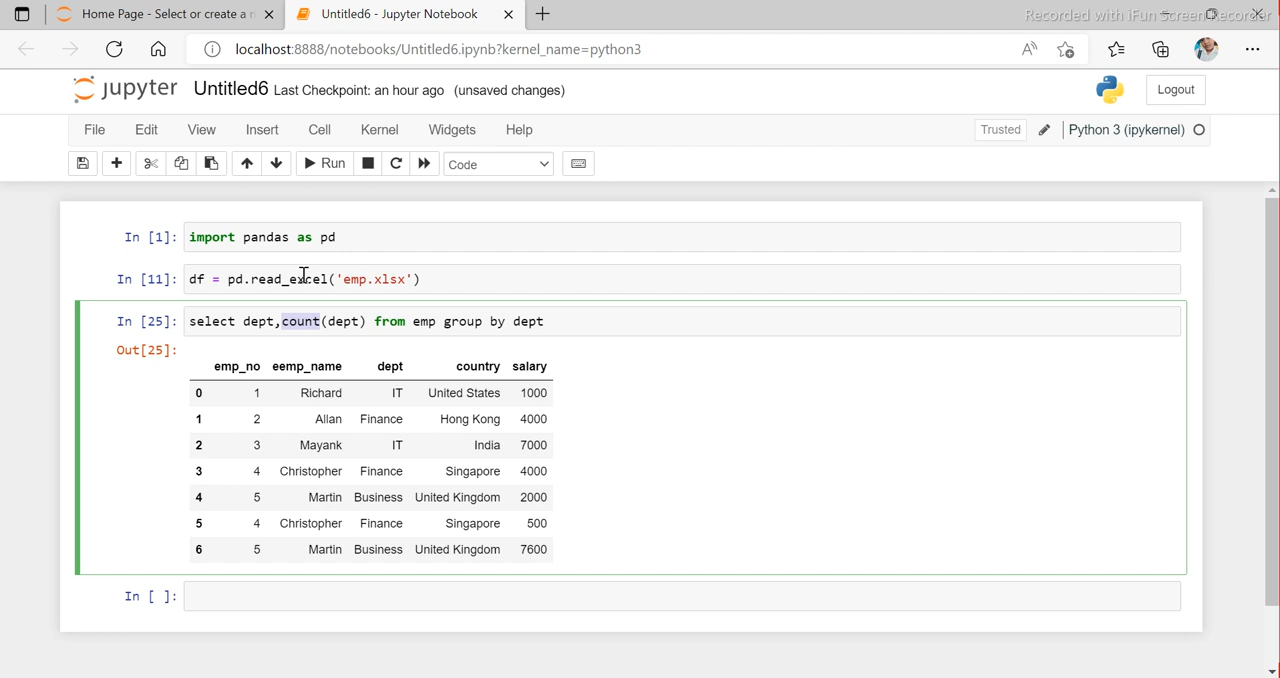 Home Page - Select or create a n
Untitled6 - Jupyter Notebook
Recorded with iFun Screen Recorder
localhost:8888/notebooks/Untitled6.ipynb?kernel_name=python3
jupyter Untitled6 Last Checkpoint: an hour ago (unsaved changes)
Logout
File Edit View Insert Cell Kernel Widgets Help
Trusted Python 3 (ipykernel)
Run Code
In [1]: import pandas as pd
In [11]: df = pd.read_excel('emp.xlsx')
In [25]: select dept,count(dept) from emp group by dept
Out[25]:
emp_no eemp_name dept country salary
0 1 Richard IT United States 1000
1 2 Allan Finance Hong Kong 4000
2 3 Mayank IT India 7000
3 4 Christopher Finance Singapore 4000
4 5 Martin Business United Kingdom 2000
5 4 Christopher Finance Singapore 500
6 5 Martin Business United Kingdom 7600
In [ ]: